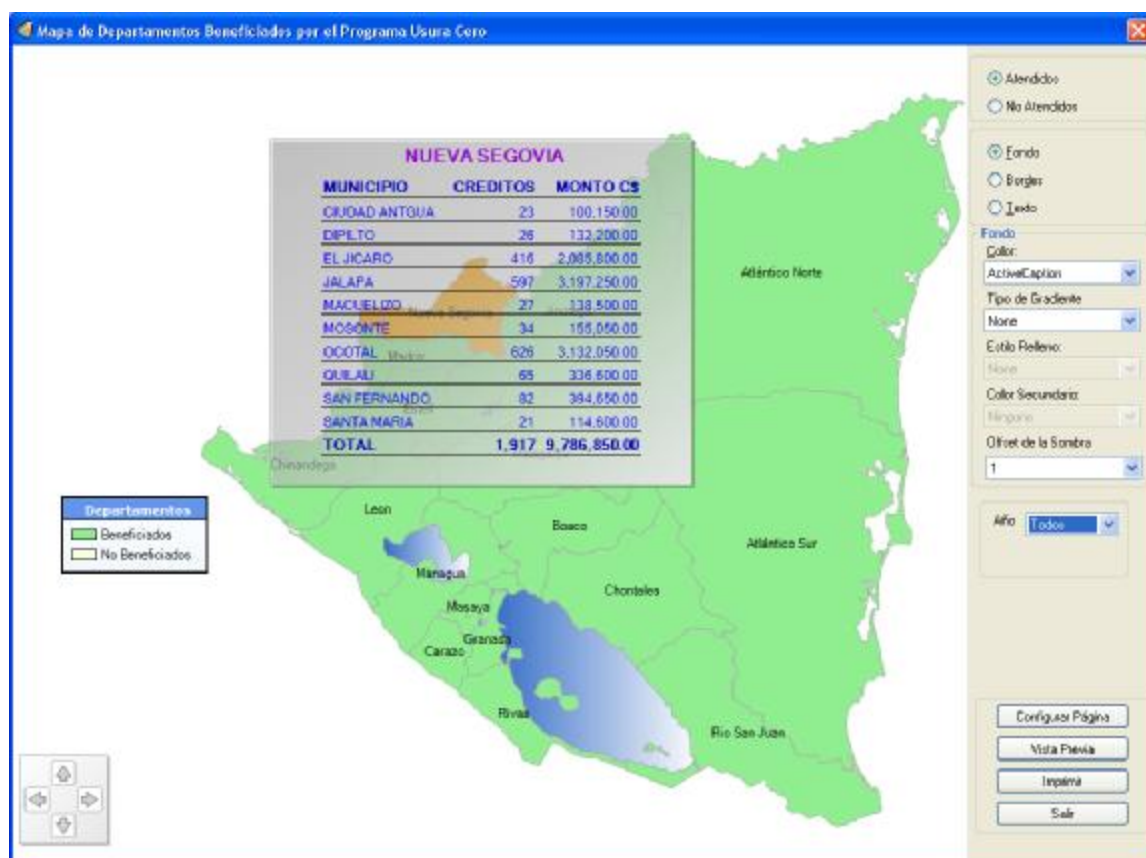 Mapa de Departamentos Beneficiados por el Programa Usura Cero
NUEVA SEGOVIA
MUNICIPIO CREDITOS MONTO C$
CIUDAD ANTGUA 23 100,150.00
DIPILTO 26 132,200.00
EL JICARO 416 2,085,800.00
JALAPA 597 3,197,250.00
MACUELIZO 27 138,500.00
MOSONTE 34 155,050.00
OCOTAL 626 3,132,050.00
QUILALI 65 336,600.00
SAN FERNANDO 82 394,650.00
SANTA MARIA 21 114,600.00
TOTAL 1,917 9,786,850.00
Nueva Segovia
Chinandega
Atlántico Norte
Leon
Boaco
Atlántico Sur
Managua
Chontales
Masaya
Granada
Carazo
Rivas
Rio San Juan
Departamentos
Beneficiados
No Beneficiados
Atendidos
No Atendidos
Fondo
Bordes
Texto
Fondo
Color:
ActiveCaption
Tipo de Gradiente
None
Estilo Relleno:
None
Color Secundario:
Ninguno
Offset de la Sombra
1
Año Todos
Configurar Página
Vista Previa
Imprimir
Salir